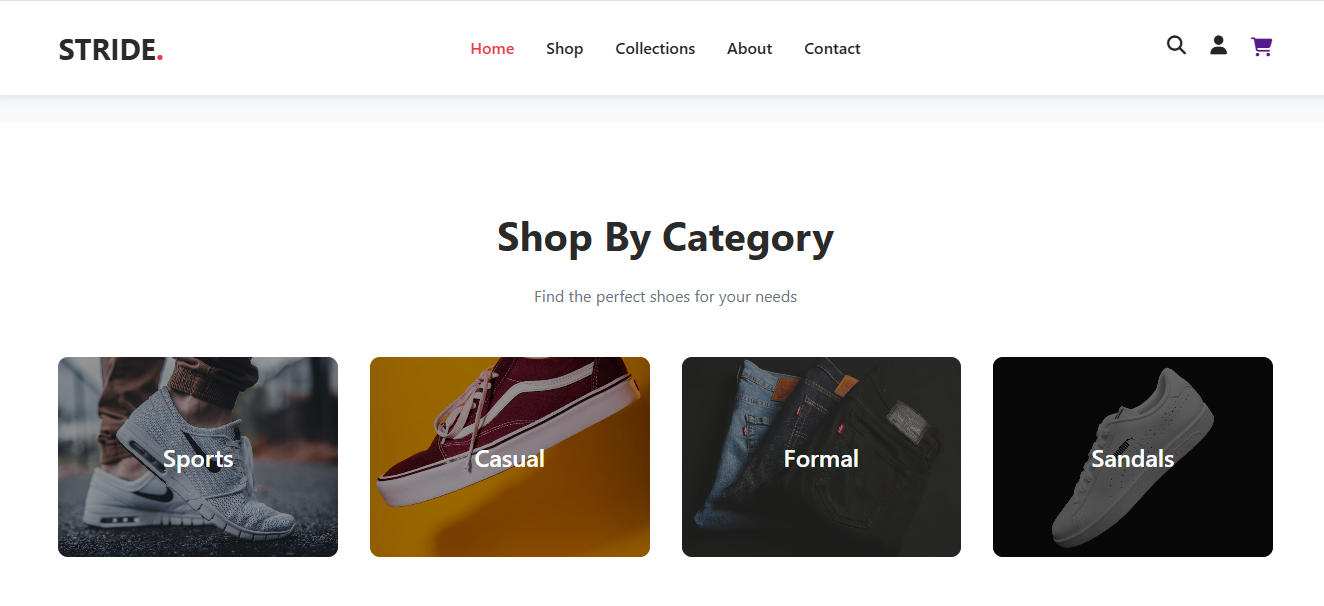 STRIDE.
Home Shop Collections About Contact
Shop By Category
Find the perfect shoes for your needs
Sports Casual Formal Sandals